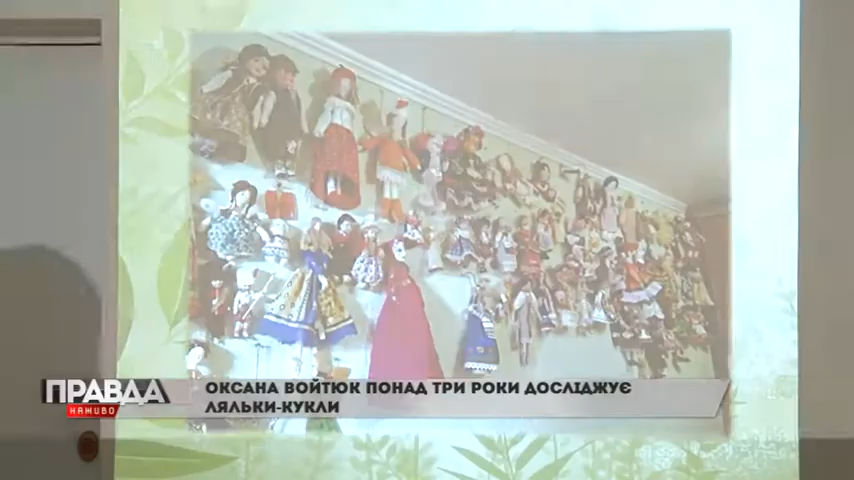 ОКСАНА ВОЙТЮК ПОНАД ТРИ РОКИ ДОСЛІДЖУЄ
ПРАВДА
НАЖИВО
ЛЯЛЬКИ-КУКЛИ